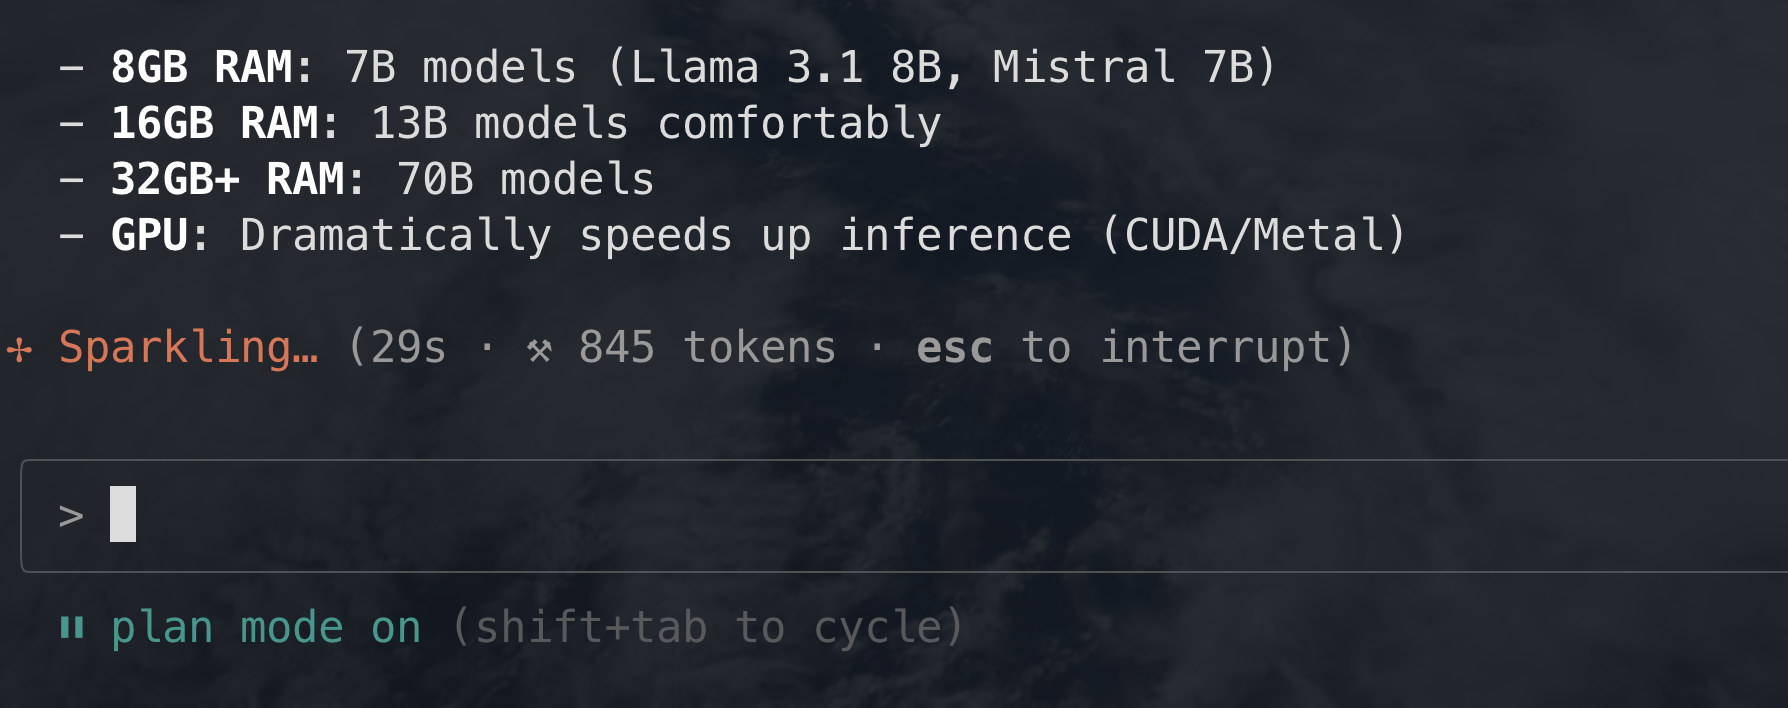 – 8GB RAM: 7B models (Llama 3.1 8B, Mistral 7B)
– 16GB RAM: 13B models comfortably
– 32GB+ RAM: 70B models
– GPU: Dramatically speeds up inference (CUDA/Metal)
✢ Sparkling… (29s · ⚒ 845 tokens · esc to interrupt)
>
⏸ plan mode on (shift+tab to cycle)